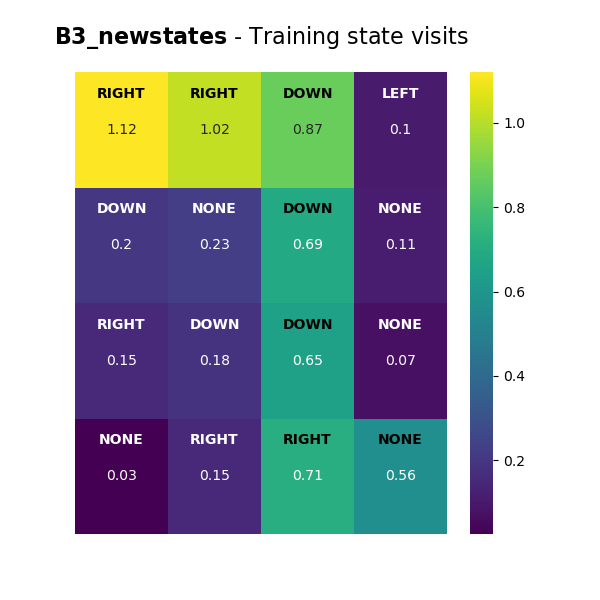 B3_newstates - Training state visits
RIGHT RIGHT DOWN LEFT
1.12 1.02 0.87 0.1
DOWN NONE DOWN NONE
0.2 0.23 0.69 0.11
RIGHT DOWN DOWN NONE
0.15 0.18 0.65 0.07
NONE RIGHT RIGHT NONE
0.03 0.15 0.71 0.56
1.0
0.8
0.6
0.4
0.2